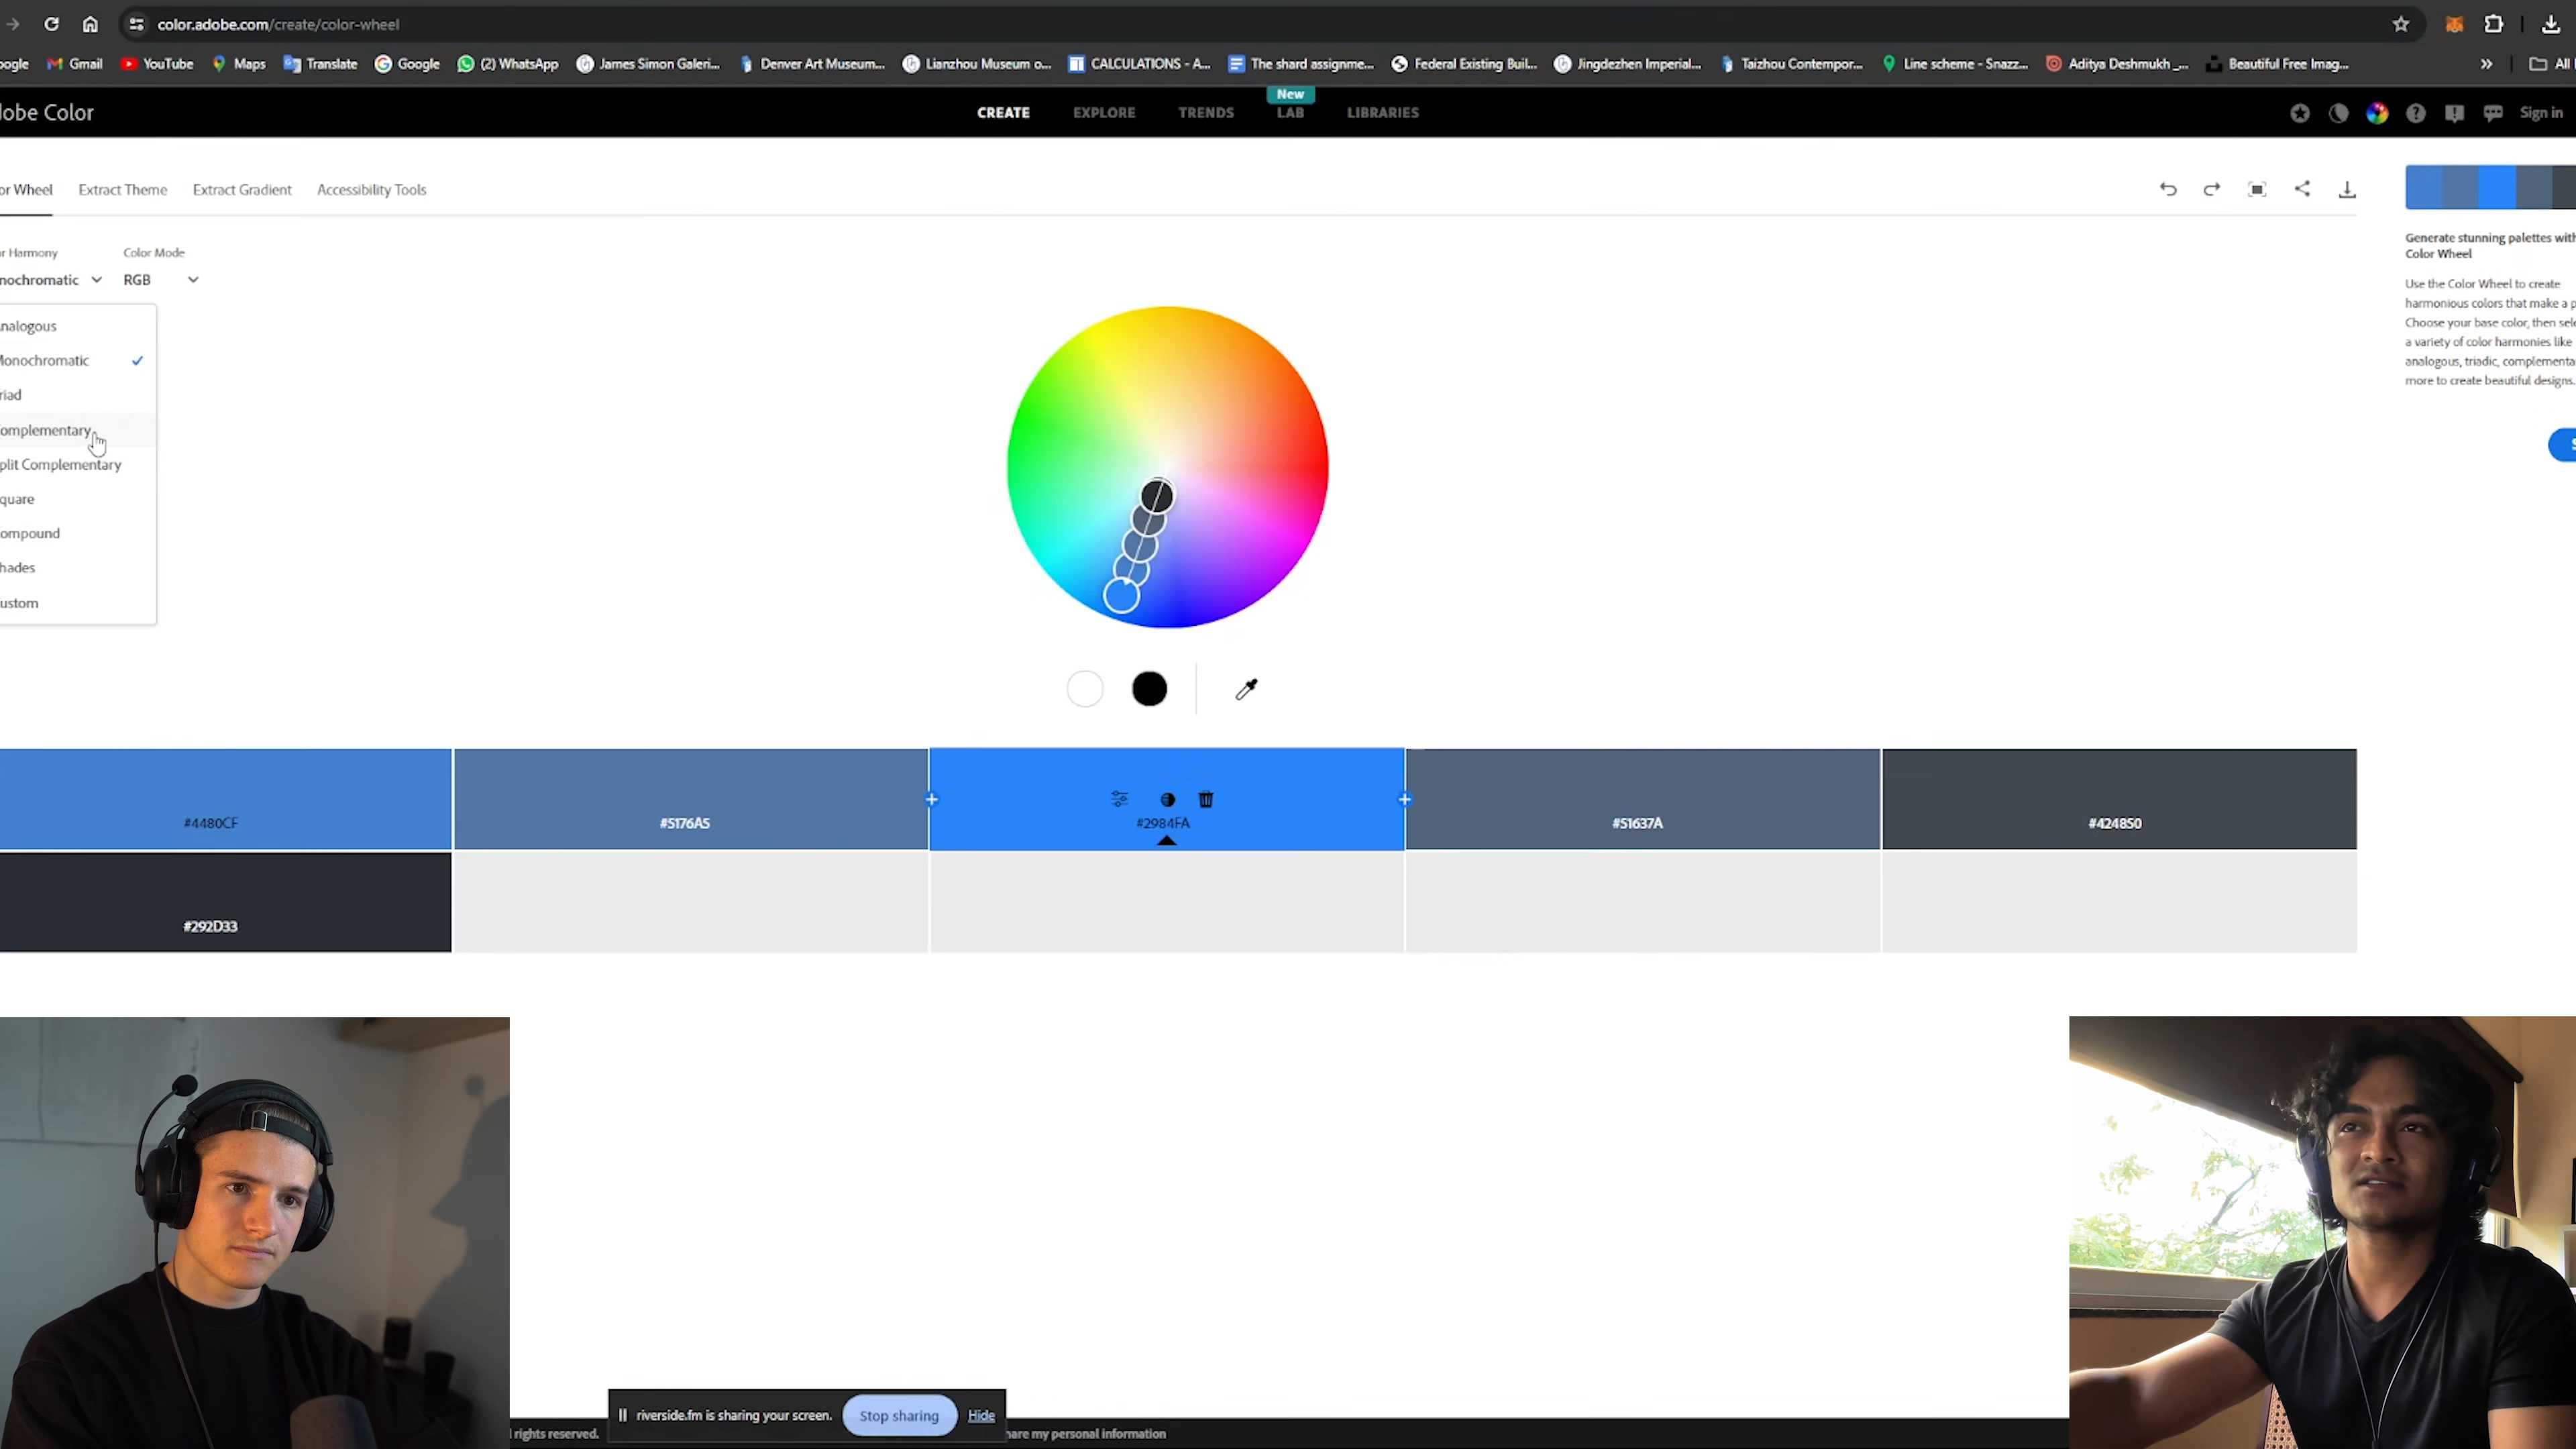 color.adobe.com/create/color-wheel
oogle Gmail YouTube Maps Translate Google (2) WhatsApp James Simon Galeri... Denver Art Museum... Lianzhou Museum o... CALCULATIONS - A... The shard assignme... Federal Existing Buil... Jingdezhen Imperial... Taizhou Contempor... Line scheme - Snazz... Aditya Deshmukh _... Beautiful Free Imag... » All
New
dobe Color CREATE EXPLORE TRENDS LAB LIBRARIES Sign in
or Wheel Extract Theme Extract Gradient Accessibility Tools
r Harmony Color Mode
nochromatic RGB
nalogous
Monochromatic
riad
omplementary
plit Complementary
quare
ompound
hades
ustom
Generate stunning palettes with
Color Wheel
Use the Color Wheel to create
harmonious colors that make a p
Choose your base color, then sele
a variety of color harmonies like
analogous, triadic, complementa
more to create beautiful designs.
S
#4480CF #5176A5 #2984FA #51637A #424850
#292D33
riverside.fm is sharing your screen. Stop sharing Hide
l rights reserved. hare my personal information